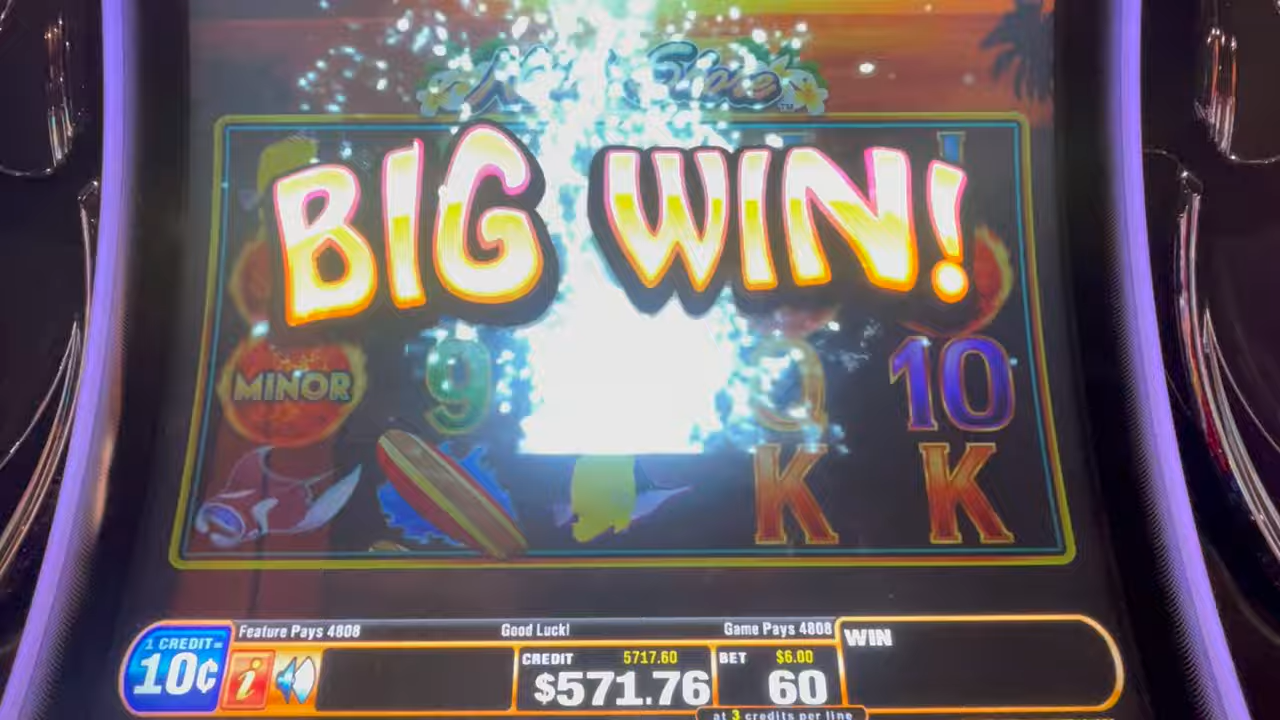 BIG WIN!
MINOR
9
Q
10
K
K
Feature Pays 4808
Good Luck!
Game Pays 4808
1 CREDIT=
10¢
i
CREDIT 5717.60
$571.76
BET $6.00
60
WIN
at 3 credits per line